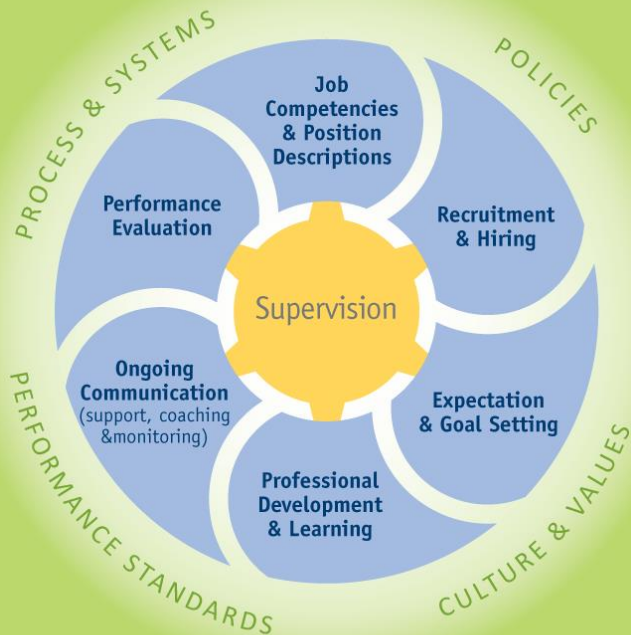 PROCESS & SYSTEMS
POLICIES
Job
Competencies
& Position
Descriptions
Performance
Evaluation
Recruitment
& Hiring
Supervision
Ongoing
Communication
(support, coaching
&monitoring)
Expectation
& Goal Setting
Professional
Development
& Learning
PERFORMANCE STANDARDS
CULTURE & VALUES